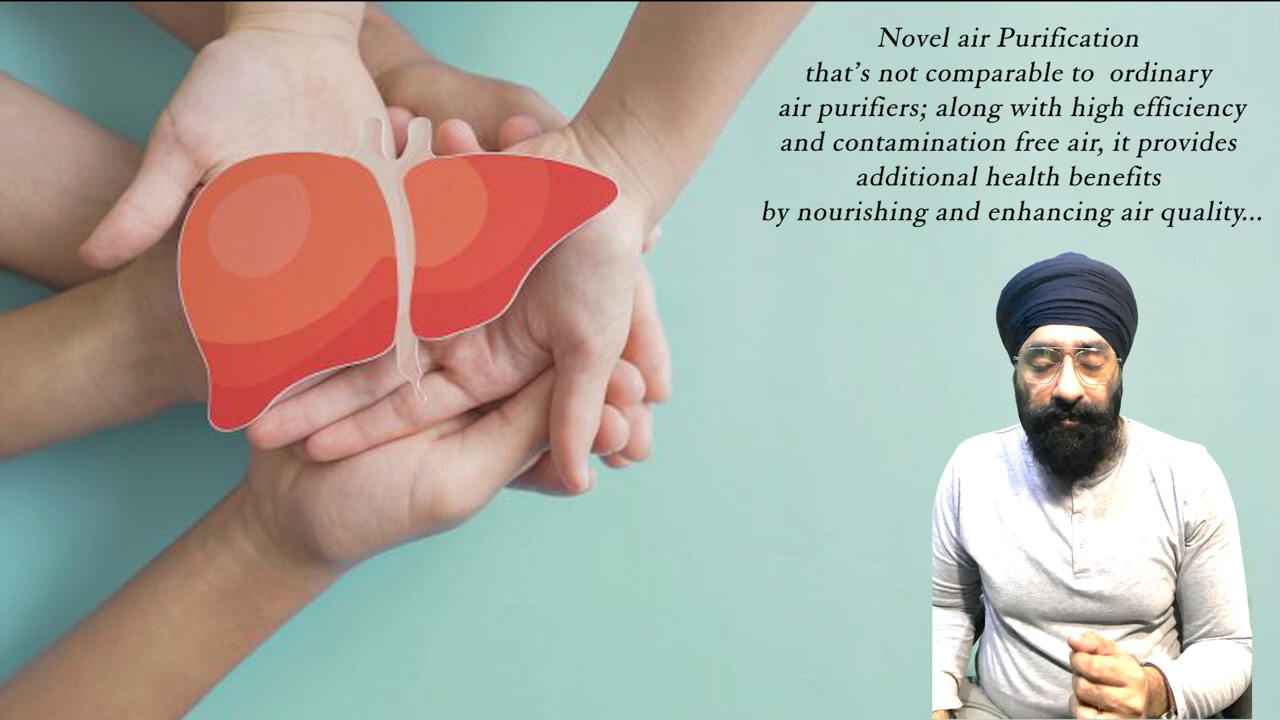 Novel air Purification
that’s not comparable to ordinary
air purifiers; along with high efficiency
and contamination free air, it provides
additional health benefits
by nourishing and enhancing air quality...